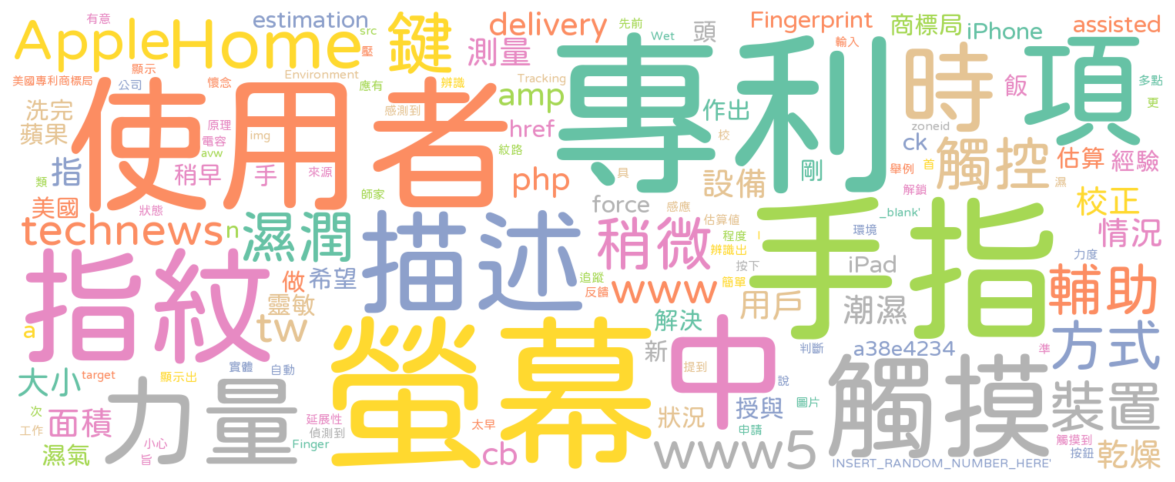 有意
estimation
src
delivery
先前
Wet
頭
Fingerprint
商標局
iPhone
assisted
Apple
Home
鍵
測量
壓
輸入
顯示
美國專利商標局
公司
懷念
Environment
應有
辨識
Tracking
專利
時
飯
項
多點
更
使用者
amp
作出
感測到
洗完
蘋果
原理
電容
img
avw
href
紋路
校
zoneid
ck
估算
經驗
觸控
指
類
稍早
手
來源
師家
php
具
設備
剛
舉例
首
解鎖
濕
美國
狀態
force
感應
估算值
校正
technews
n
濕潤
描述
稍微
程度
I
手指
_blank'
環境
情況
辨識出
按下
iPad
力度
指紋
做
希望
追蹤
反饋
簡單
www
用戶
潮濕
輔助
a
靈敏
tw
解決
方式
新
中
提到
判斷
a38e4234
準
大小
target
實體
自動
顯示出
說
觸摸
裝置
力量
螢幕
次
工作
面積
延展性
偵測到
太早
狀況
授與
圖片
申請
小心
旨
Finger
濕氣
cb
www5
觸摸到
按鈕
乾燥
INSERT_RANDOM_NUMBER_HERE'